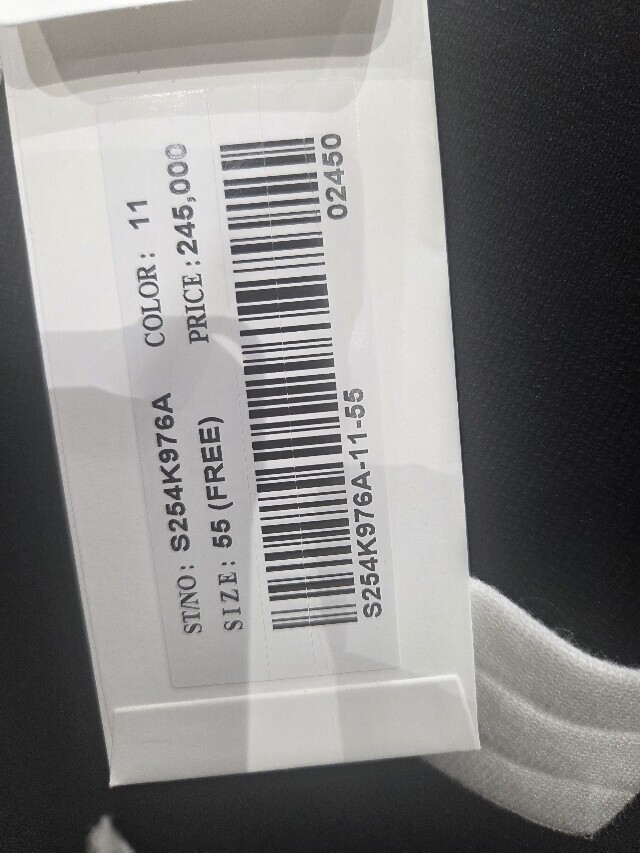 ST/NO: S254K976A COLOR: 11
SIZE: 55 (FREE) PRICE: 245,000
S254K976A-11-55 02450